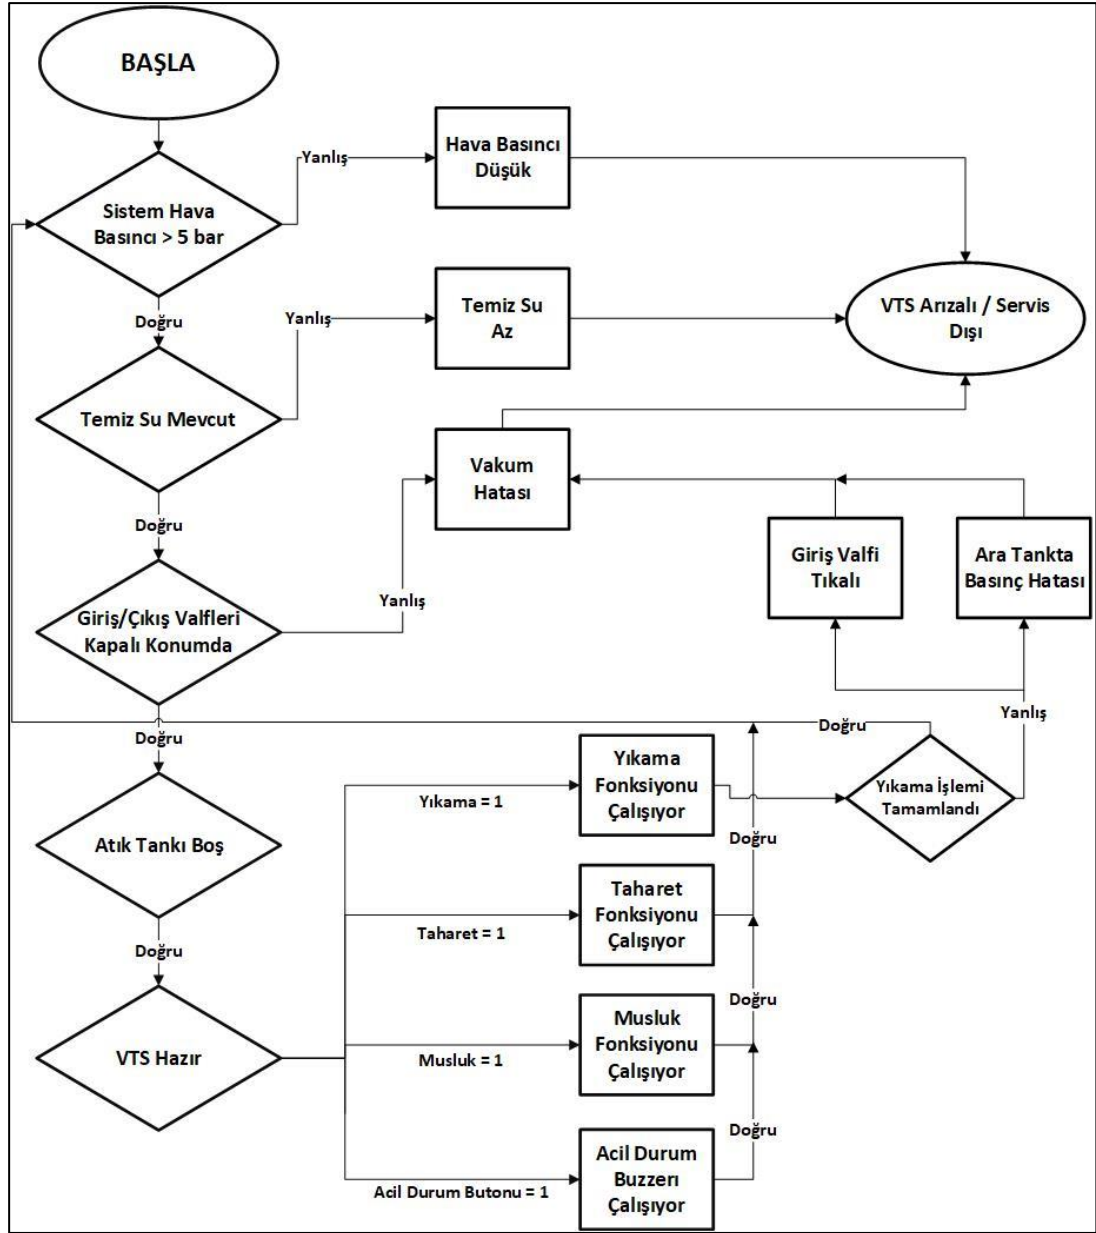 BAŞLA
Sistem Hava
Basıncı > 5 bar
Yanlış
Hava Basıncı
Düşük
Doğru
Yanlış
Temiz Su
Az
VTS Arızalı / Servis
Dışı
Temiz Su Mevcut
Vakum
Hatası
Doğru
Giriş Valfi
Tıkalı
Ara Tankta
Basınç Hatası
Giriş/Çıkış Valfleri
Kapalı Konumda
Yanlış
Yanlış
Doğru
Doğru
Yıkama = 1
Yıkama
Fonksiyonu
Çalışıyor
Yıkama İşlemi
Tamamlandı
Atık Tankı Boş
Doğru
Taharet = 1
Taharet
Fonksiyonu
Çalışıyor
Doğru
Doğru
VTS Hazır
Musluk = 1
Musluk
Fonksiyonu
Çalışıyor
Doğru
Acil Durum Butonu = 1
Acil Durum
Buzzerı
Çalışıyor